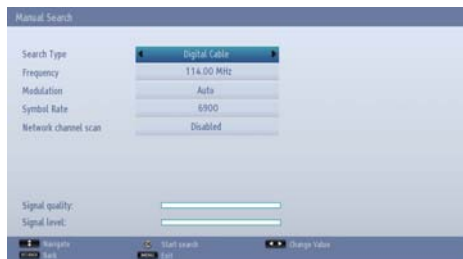 Manual Search
Search Type Digital Cable
Frequency 114.00 MHz
Modulation Auto
Symbol Rate 6900
Network channel scan Disabled
Signal quality:
Signal level:
Navigate Start search Change Value
Back MENU Exit